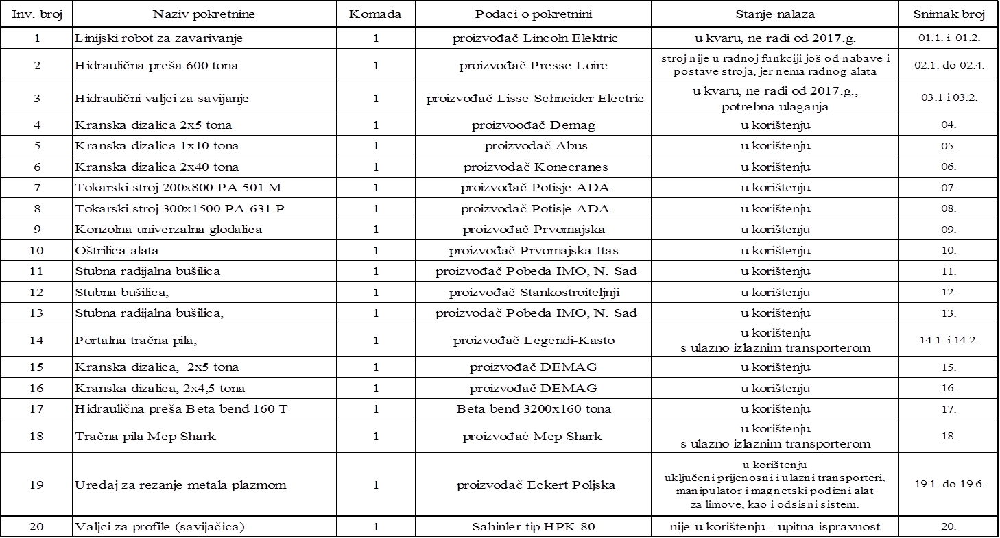 Inv. broj Naziv pokretnine Komada Podaci o pokretnini Stanje nalaza Snimak broj
1 Linijski robot za zavarivanje 1 proizvođač Lincoln Elektric u kvaru, ne radi od 2017.g. 01.1. i 01.2.
2 Hidraulična preša 600 tona 1 proizvođač Presse Loire stroj nije u radnoj funkciji još od nabave i
postave stroja, jer nema radnog alata 02.1. do 02.4.
3 Hidraulični valjci za savijanje 1 proizvođač Lisse Schneider Electric u kvaru, ne radi od 2017.g.,
potrebna ulaganja 03.1 i 03.2.
4 Kranska dizalica 2x5 tona 1 proizvoođač Demag u korištenju 04.
5 Kranska dizalica 1x10 tona 1 proizvođač Abus u korištenju 05.
6 Kranska dizalica 2x40 tona 1 proizvođač Konecranes u korištenju 06.
7 Tokarski stroj 200x800 PA 501 M 1 proizvođač Potisje ADA u korištenju 07.
8 Tokarski stroj 300x1500 PA 631 P 1 proizvođač Potisje ADA u korištenju 08.
9 Konzolna univerzalna glodalica 1 proizvođač Prvomajska u korištenju 09.
10 Oštrilica alata 1 proizvođač Prvomajska Itas u korištenju 10.
11 Stubna radijalna bušilica 1 proizvođač Pobeda IMO, N. Sad u korištenju 11.
12 Stubna bušilica, 1 proizvođač Stankostroiteljnji u korištenju 12.
13 Stubna radijalna bušilica, 1 proizvođač Pobeda IMO, N. Sad u korištenju 13.
14 Portalna tračna pila, 1 proizvođač Legendi-Kasto u korištenju
s ulazno izlaznim transporterom 14.1. i 14.2.
15 Kranska dizalica, 2x5 tona 1 proizvođač DEMAG u korištenju 15.
16 Kranska dizalica, 2x4,5 tona 1 proizvođač DEMAG u korištenju 16.
17 Hidraulična preša Beta bend 160 T 1 Beta bend 3200x160 tona u korištenju 17.
18 Tračna pila Mep Shark 1 proizvođać Mep Shark u korištenju
s ulazno izlaznim transporterom 18.
19 Uređaj za rezanje metala plazmom 1 proizvođač Eckert Poljska u korištenju
uključeni prijenosni i ulazni transporteri,
manipulator i magnetski podizni alat
za limove, kao i odsisni sistem. 19.1. do 19.6.
20 Valjci za profile (savijačica) 1 Sahinler tip HPK 80 nije u korištenju - upitna ispravnost 20.